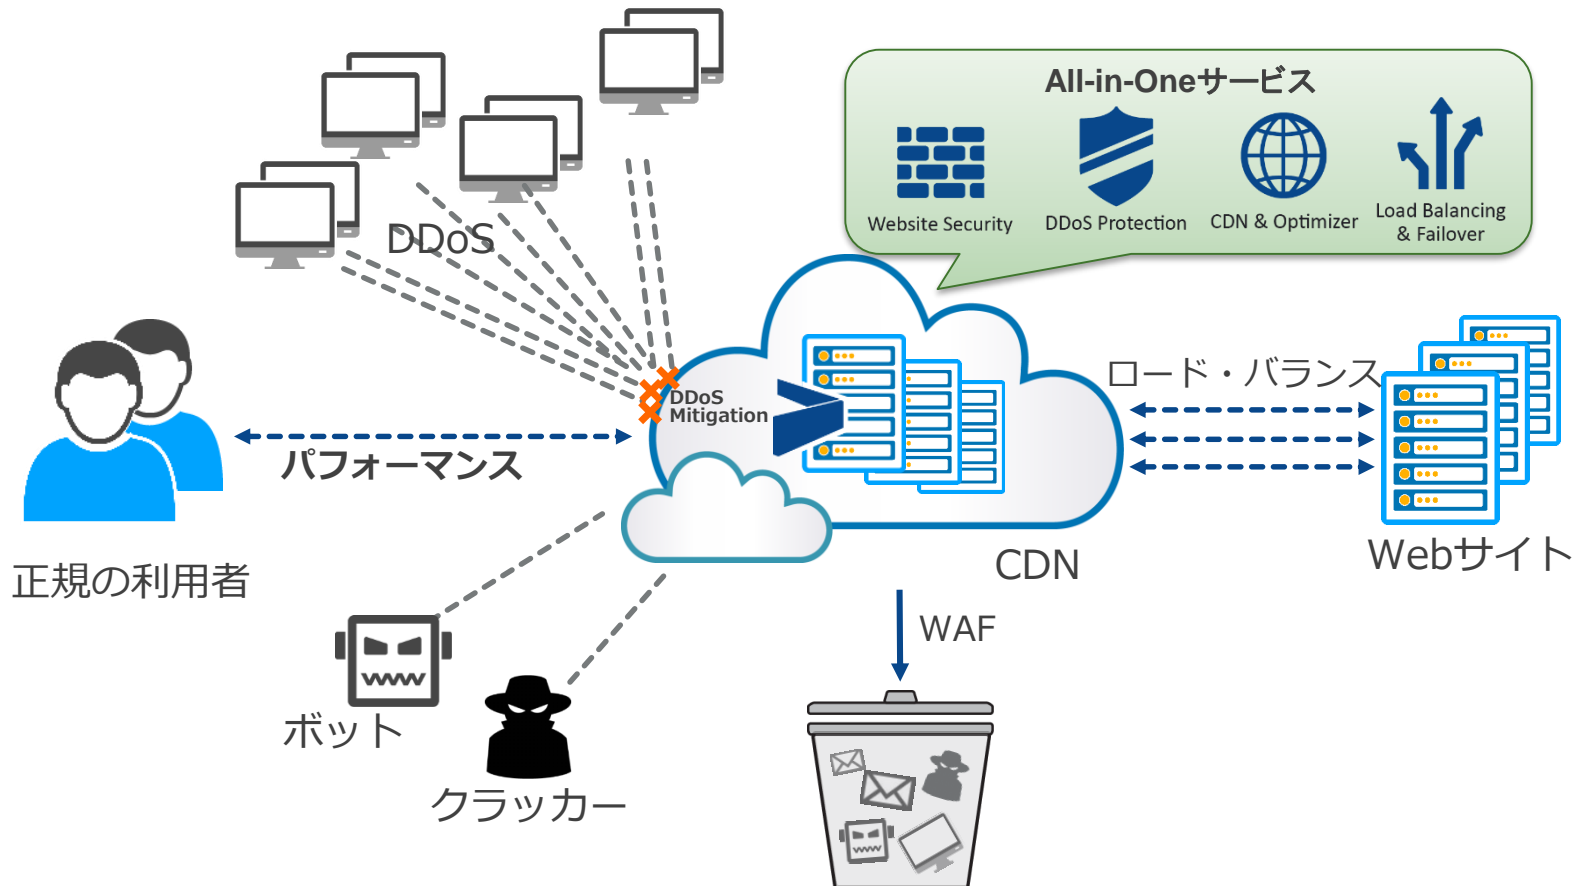 All-in-Oneサービス
Website Security
DDoS Protection
CDN & Optimizer
Load Balancing
& Failover
DDoS
DDoS
Mitigation
ロード・バランス
パフォーマンス
正規の利用者
CDN
Webサイト
WAF
ボット
クラッカー